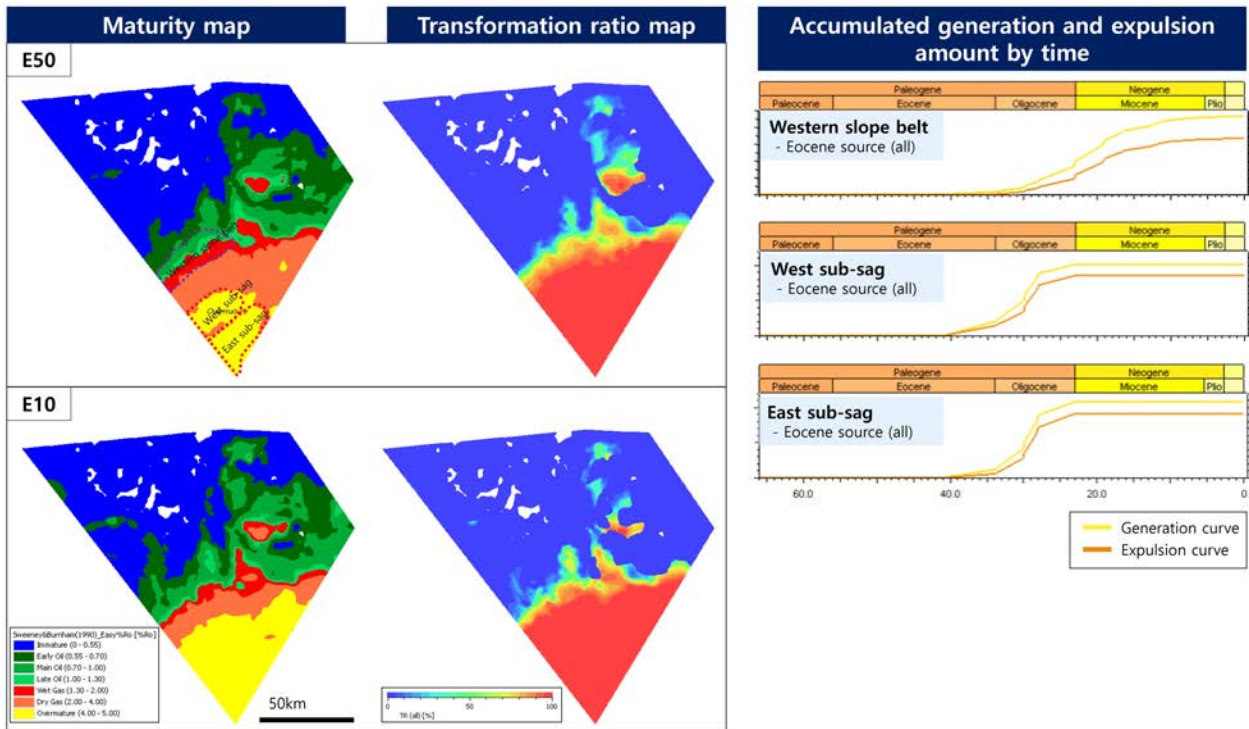 Maturity map
Transformation ratio map
Accumulated generation and expulsion
amount by time
E50
Western slope belt
West sub-sag
East sub-sag
E10
Sweeney&Burnham(1990)_Easy%Ro [%Ro]
Immature (0 - 0.55)
Early Oil (0.55 - 0.70)
Main Oil (0.70 - 1.00)
Late Oil (1.00 - 1.30)
Wet Gas (1.30 - 2.00)
Dry Gas (2.00 - 4.00)
Overmature (4.00 - 5.00)
50km
0 50 100
TR (all) [%]
Paleogene Neogene
Paleocene Eocene Oligocene Miocene Plio
Western slope belt
- Eocene source (all)
Paleogene Neogene
Paleocene Eocene Oligocene Miocene Plio
West sub-sag
- Eocene source (all)
Paleogene Neogene
Paleocene Eocene Oligocene Miocene Plio
East sub-sag
- Eocene source (all)
60.0 40.0 20.0 0
Generation curve
Expulsion curve